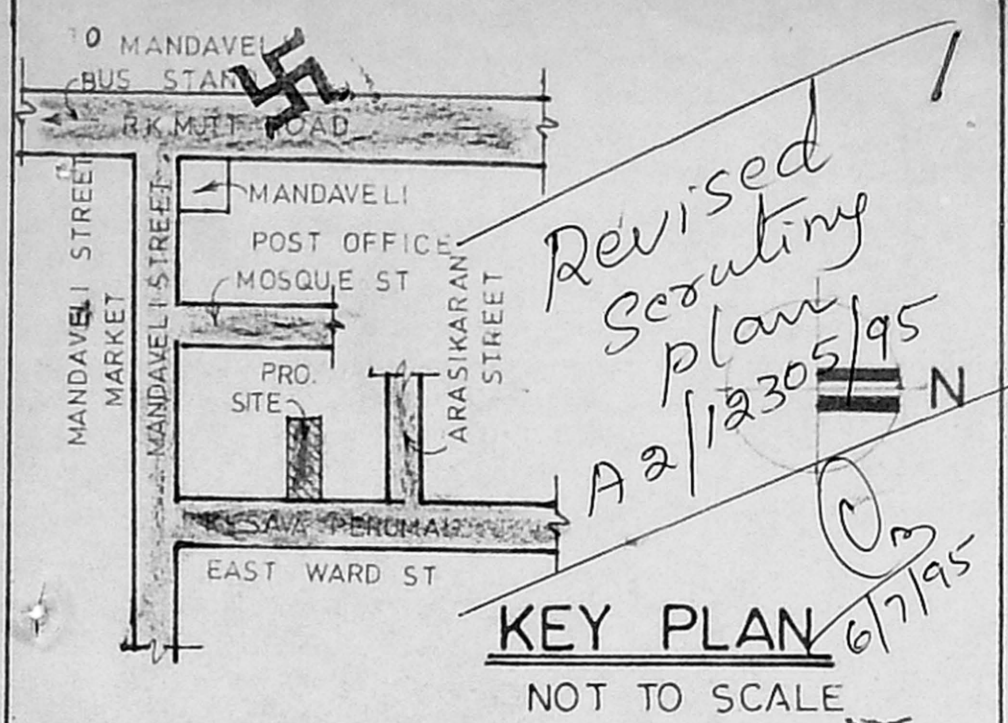 TO MANDAVELI
BUS STAND
R.K.MUTT ROAD
MANDAVELI STREET
MARKET
MANDAVELI STREET
MANDAVELI
POST OFFICE
MOSQUE ST
ARASIKARAN
STREET
PRO.
SITE
KESAVA PERUMAL
EAST WARD ST
KEY PLAN
NOT TO SCALE
N
1
Revised
Scrutiny
plan
A2/12305/95
6/7/95